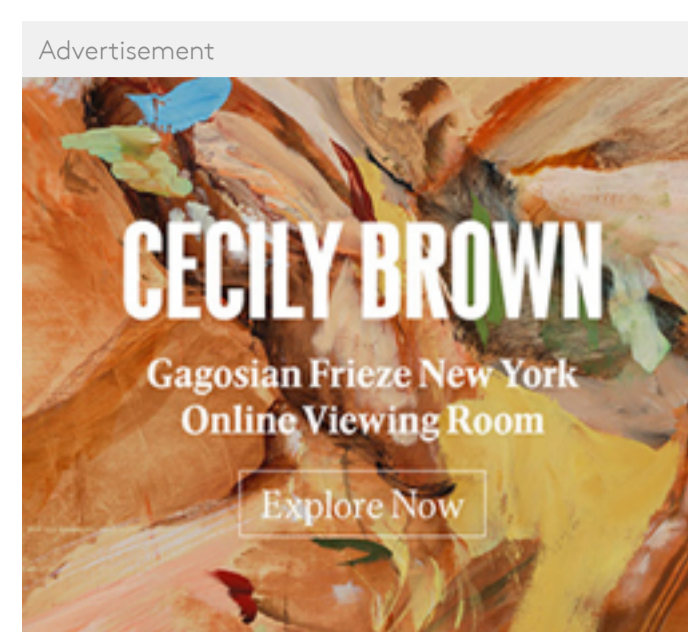 Advertisement
CECILY BROWN
Gagosian Frieze New York
Online Viewing Room
Explore Now